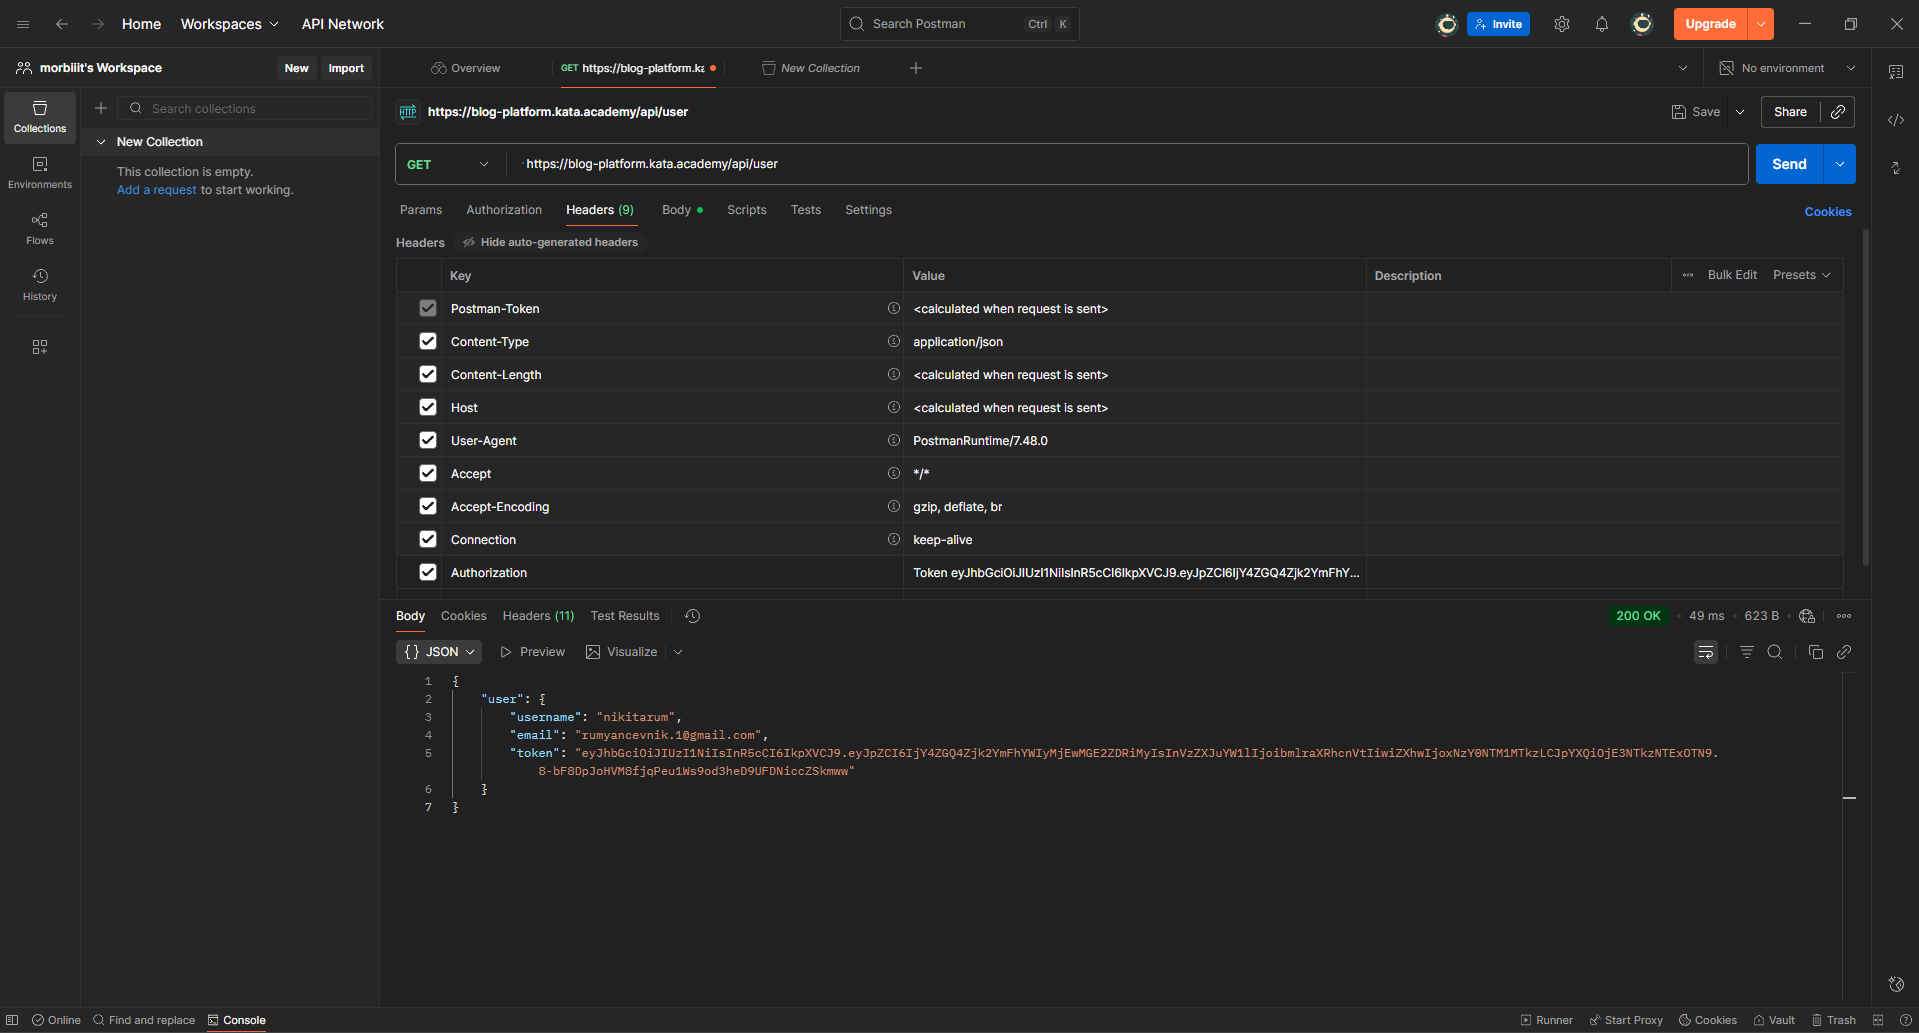 Home Workspaces API Network Search Postman Ctrl K Invite Upgrade
morbiiit's Workspace New Import Overview GET https://blog-platform.ka New Collection No environment
Collections
Search collections
New Collection
This collection is empty.
Add a request to start working.
Environments
Flows
History
HTTP https://blog-platform.kata.academy/api/user Save Share
GET https://blog-platform.kata.academy/api/user Send
Params Authorization Headers (9) Body Scripts Tests Settings Cookies
Headers Hide auto-generated headers
Key Value Description Bulk Edit Presets
Postman-Token <calculated when request is sent>
Content-Type application/json
Content-Length <calculated when request is sent>
Host <calculated when request is sent>
User-Agent PostmanRuntime/7.48.0
Accept */*
Accept-Encoding gzip, deflate, br
Connection keep-alive
Authorization Token eyJhbGciOiJIUzI1NiIsInR5cCI6IkpXVCJ9.eyJpZCI6IjY4ZGQ4Zjk2YmFhY...
Body Cookies Headers (11) Test Results 200 OK 49 ms 623 B
{} JSON Preview Visualize
1 {
2 "user": {
3 "username": "nikitarum",
4 "email": "rumyancevnik.1@gmail.com",
5 "token": "eyJhbGciOiJIUzI1NiIsInR5cCI6IkpXVCJ9.eyJpZCI6IjY4ZGQ4Zjk2YmFhYWIyMjEwMGE2ZDRiMyIsInVzZXJuYW1lIjoibmlraXRhcnVtIiwiZXhwIjoxNzY0NTM1MTkzLCJpYXQiOjE3NTkzNTExOTN9.
8-bF8DpJoHVM8fjqPeu1Ws9od3heD9UFDNiccZSkmww"
6 }
7 }
Online Find and replace Console Runner Start Proxy Cookies Vault Trash